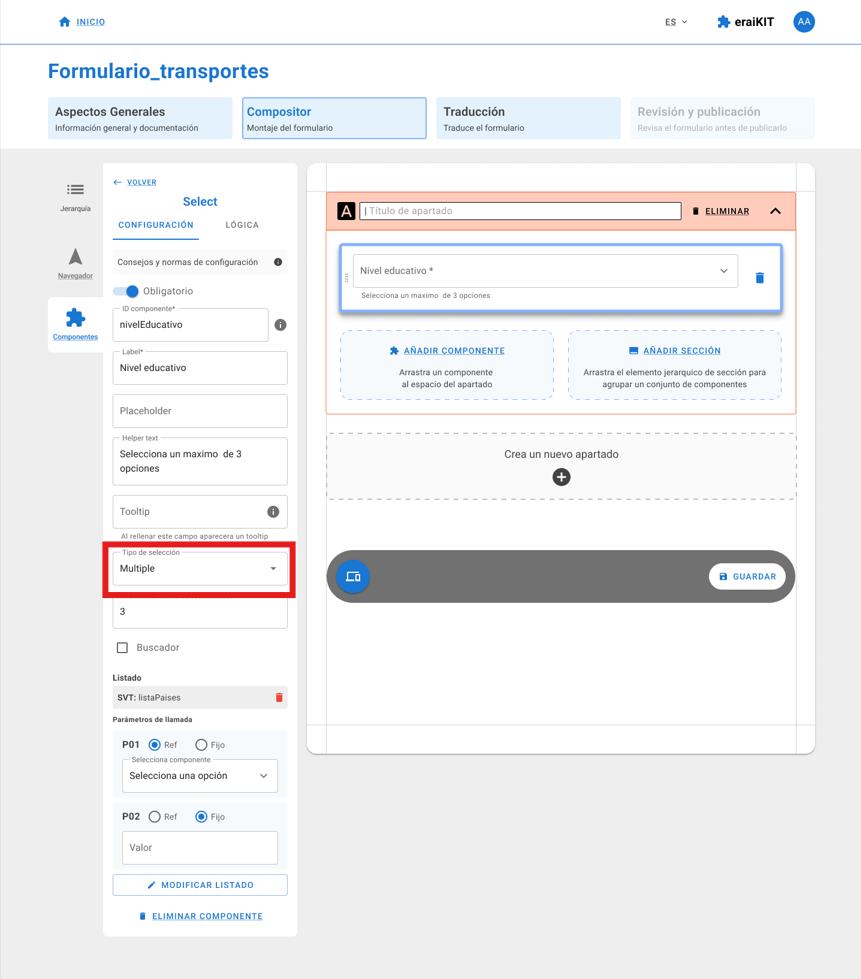 INICIO
ES
eraiKIT
AA
Formulario_transportes
Aspectos Generales
Información general y documentación
Compositor
Montaje del formulario
Traducción
Traduce el formulario
Revisión y publicación
Revisa el formulario antes de publicarlo
Jerarquía
Navegador
Componentes
VOLVER
Select
CONFIGURACIÓN
LÓGICA
Consejos y normas de configuración
Obligatorio
ID componente*
nivelEducativo
Label*
Nivel educativo
Placeholder
Helper text
Selecciona un maximo  de 3
opciones
Tooltip
Al rellenar este campo aparecera un tooltip
Tipo de selección
Multiple
3
Buscador
Listado
SVT: listaPaises
Parámetros de llamada
P01 Ref Fijo
Selecciona componente
Selecciona una opción
P02 Ref Fijo
Valor
MODIFICAR LISTADO
ELIMINAR COMPONENTE
A
Título de apartado
ELIMINAR
Nivel educativo *
Selecciona un maximo  de 3 opciones
AÑADIR COMPONENTE
Arrastra un componente
al espacio del apartado
AÑADIR SECCIÓN
Arrastra el elemento jerarquico de sección para
agrupar un conjunto de componentes
Crea un nuevo apartado
GUARDAR